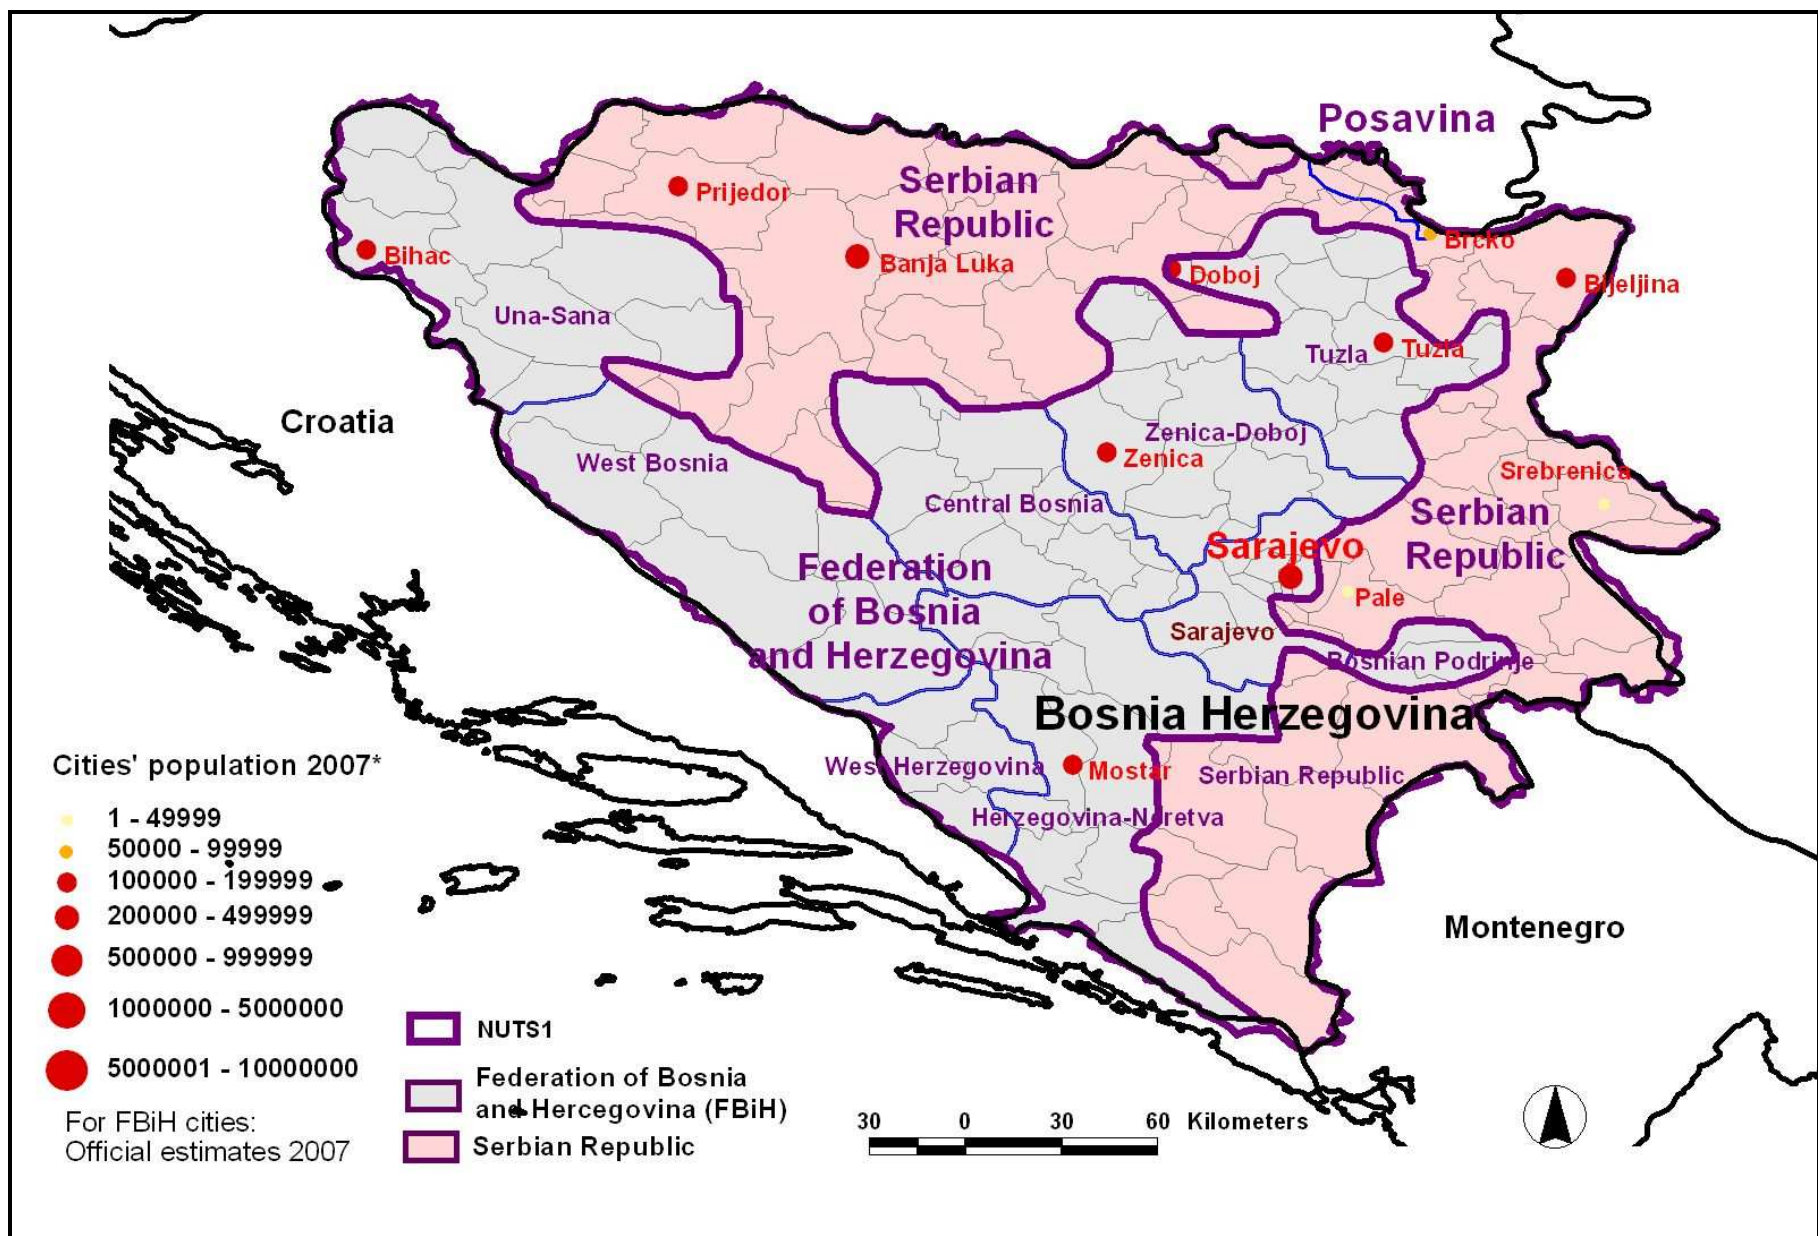 Posavina
Serbian
Republic
Prijedor
Bihac
Banja Luka
Doboj
Brcko
Bijeljina
Una-Sana
Tuzla
Tuzla
Croatia
West Bosnia
Zenica-Doboj
Zenica
Central Bosnia
Srebrenica
Serbian
Republic
Sarajevo
Federation
of Bosnia
and Herzegovina
Pale
Sarajevo
Bosnian Podrinje
Bosnia Herzegovina
West Herzegovina
Mostar
Serbian Republic
Herzegovina-Neretva
Montenegro
Cities' population 2007*
1 - 49999
50000 - 99999
100000 - 199999
200000 - 499999
500000 - 999999
1000000 - 5000000
5000001 - 10000000
For FBiH cities:
Official estimates 2007
NUTS1
Federation of Bosnia
and Hercegovina (FBiH)
Serbian Republic
30 0 30 60 Kilometers